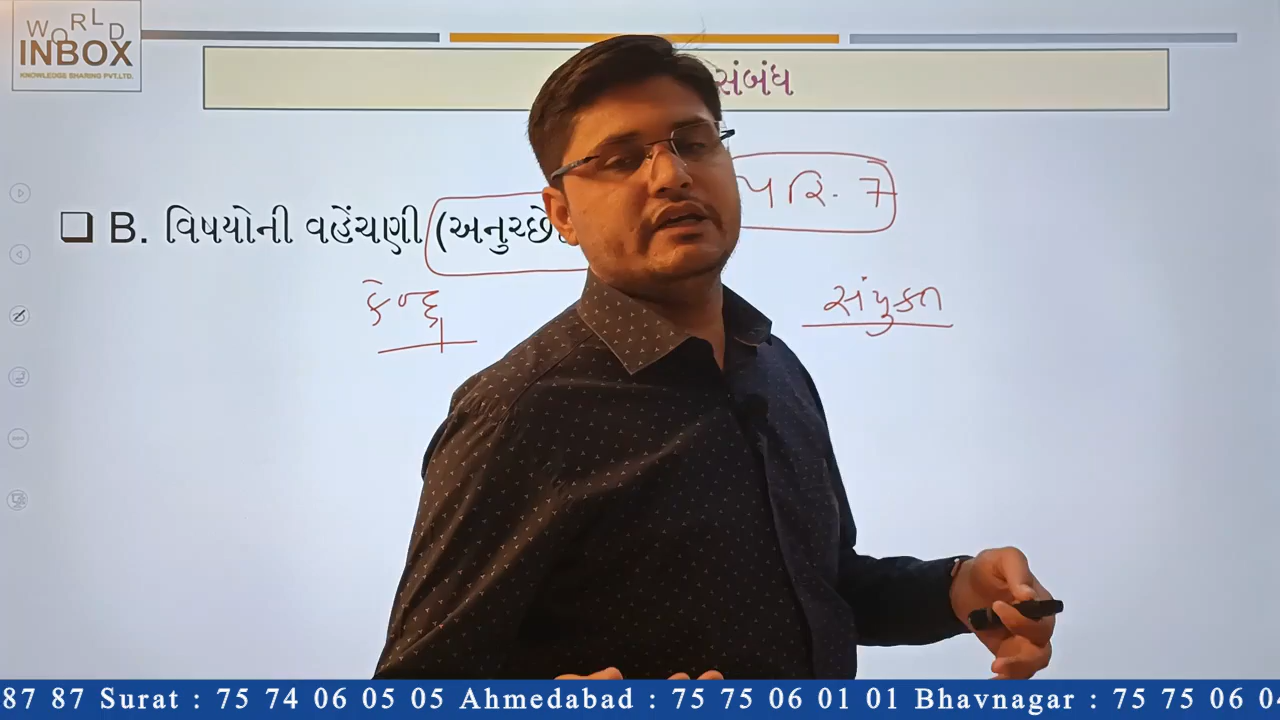 WORLD
INBOX
KNOWLEDGE SHARING PVT.LTD.
સંબંધ
પરિ. 7
❑ B. વિષયોની વહેંચણી (અનુચ્છે
કેન્દ્ર
સંયુક્ત
87 87 Surat : 75 74 06 05 05 Ahmedabad : 75 75 06 01 01 Bhavnagar : 75 75 06 0